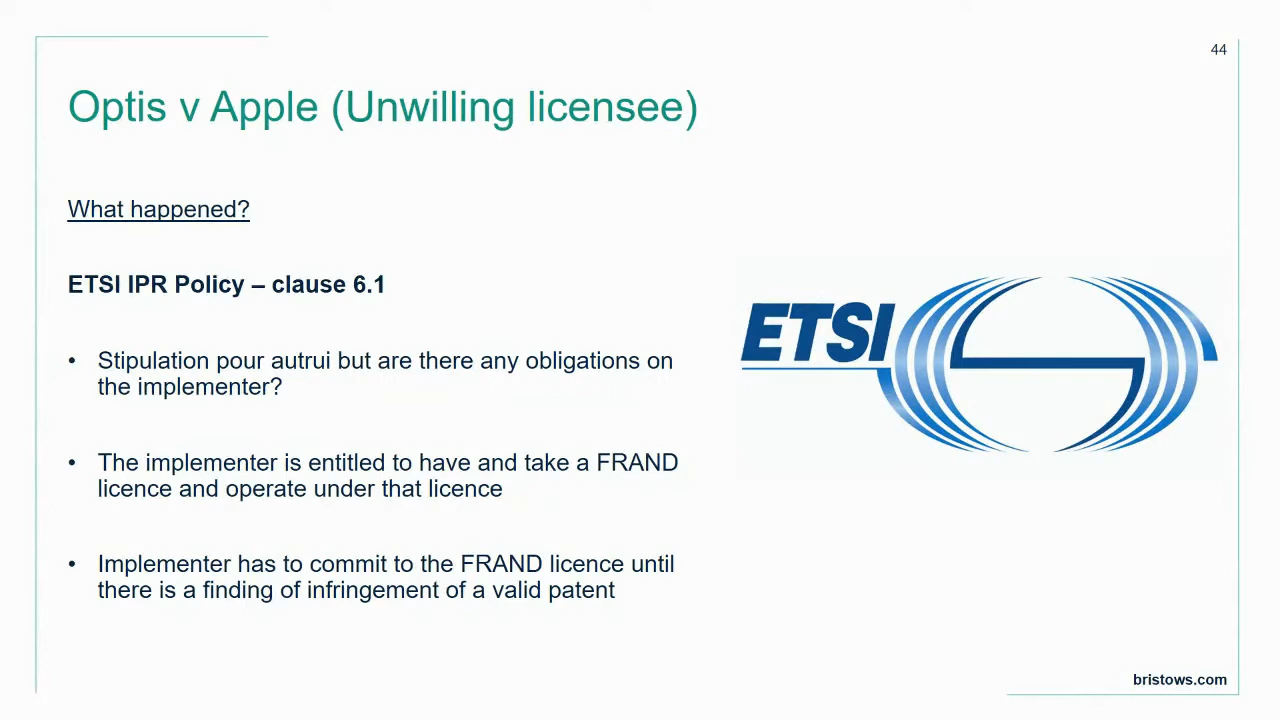 44
Optis v Apple (Unwilling licensee)
What happened?
ETSI IPR Policy – clause 6.1
• Stipulation pour autrui but are there any obligations on
the implementer?
• The implementer is entitled to have and take a FRAND
licence and operate under that licence
• Implementer has to commit to the FRAND licence until
there is a finding of infringement of a valid patent
ETSI
bristows.com